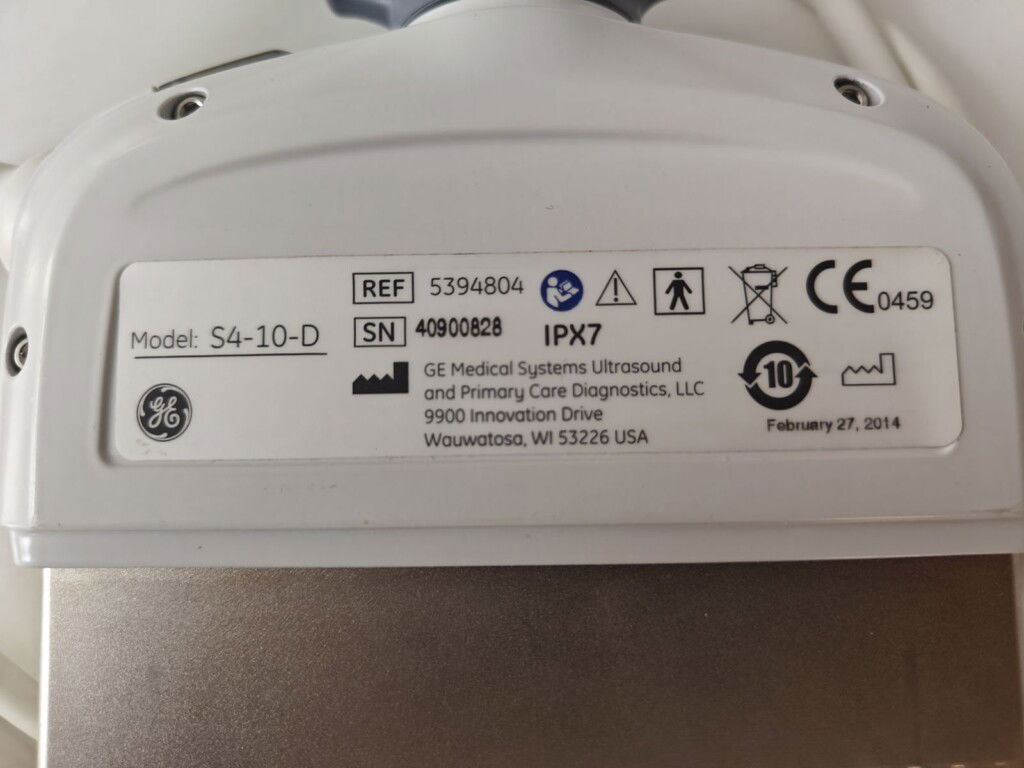 Model: S4-10-D
GE
REF 5394804
SN 40900828
IPX7
GE Medical Systems Ultrasound
and Primary Care Diagnostics, LLC
9900 Innovation Drive
Wauwatosa, WI 53226 USA
CE 0459
10
February 27, 2014